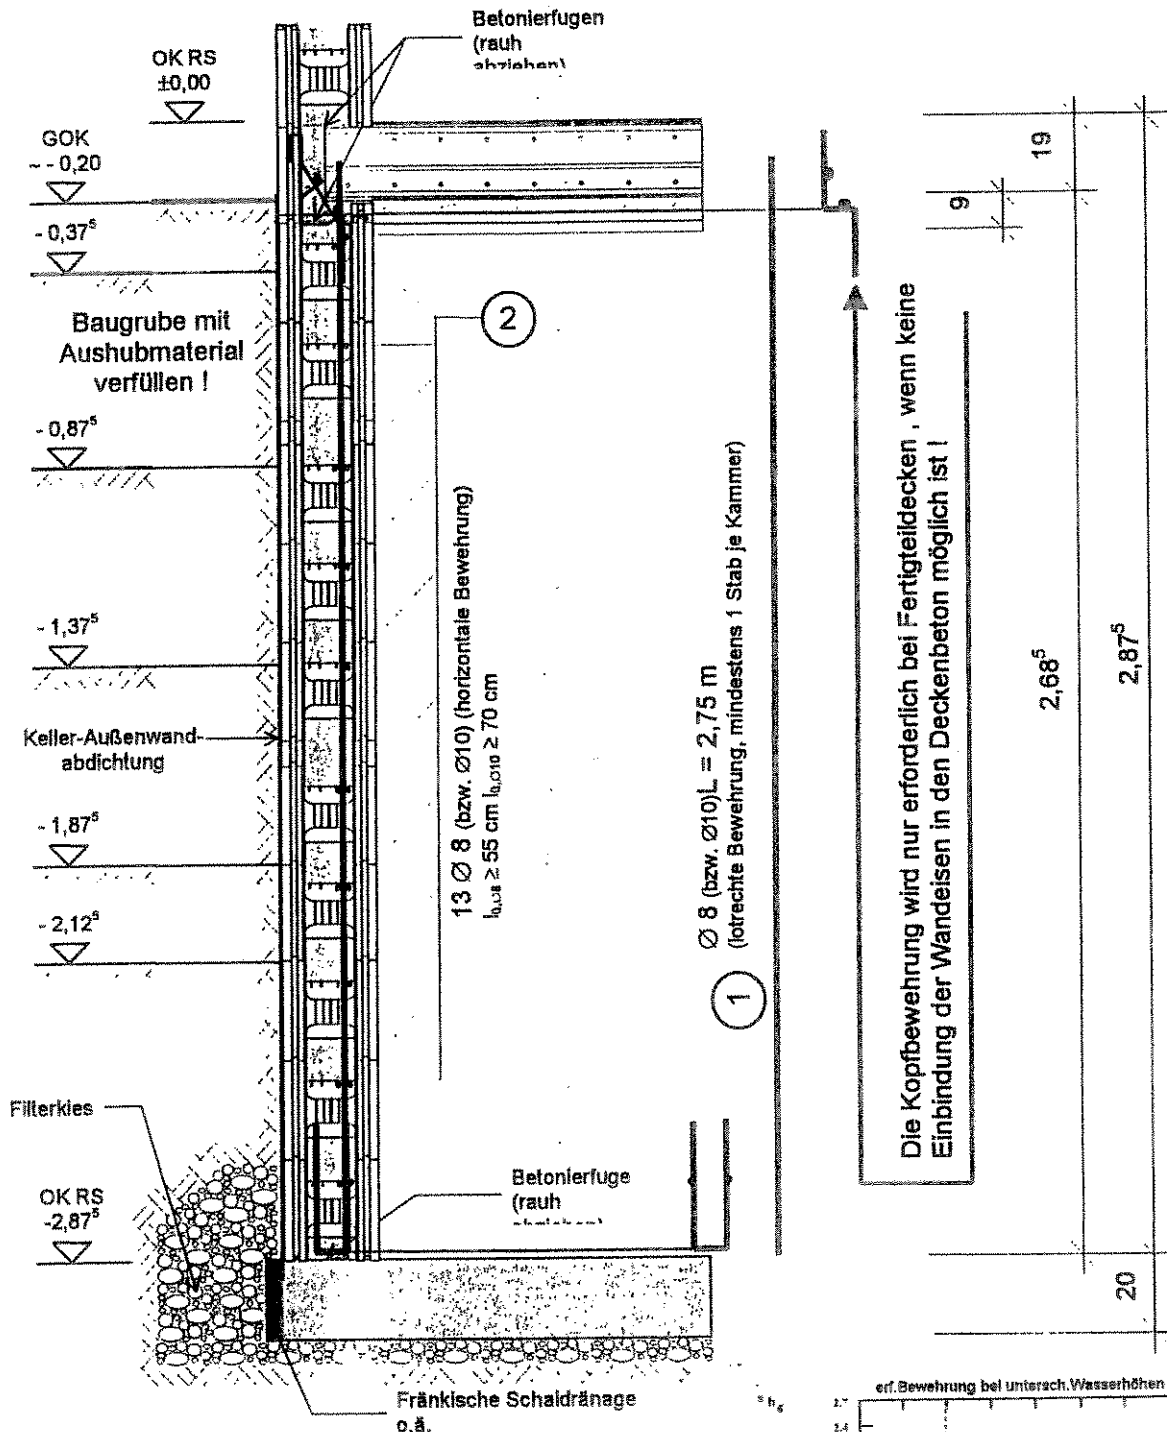 Betonierfugen
(rauh
abziehen)
OK RS
±0,00
GOK
~ - 0,20
- 0,37⁵
Baugrube mit
Aushubmaterial
verfüllen !
- 0,87⁵
- 1,37⁵
Keller-Außenwand-
abdichtung
- 1,87⁵
- 2,12⁵
Filterkies
OK RS
-2,87⁵
2
13 Ø 8 (bzw. Ø10) (horizontale Bewehrung)
≥ 55 cm ≥ 70 cm
1
Ø 8 (bzw. Ø10)L = 2,75 m
(lotrechte Bewehrung, mindestens 1 Stab je Kammer)
Betonierfuge
(rauh
Fränkische Schaldränage
o.ä.
Die Kopfbewehrung wird nur erforderlich bei Fertigteildecken , wenn keine
Einbindung der Wandeisen in den Deckenbeton möglich ist !
19
9
2,68⁵
2,87⁵
20
erf.Bewehrung bei untersch.Wasserhöhen